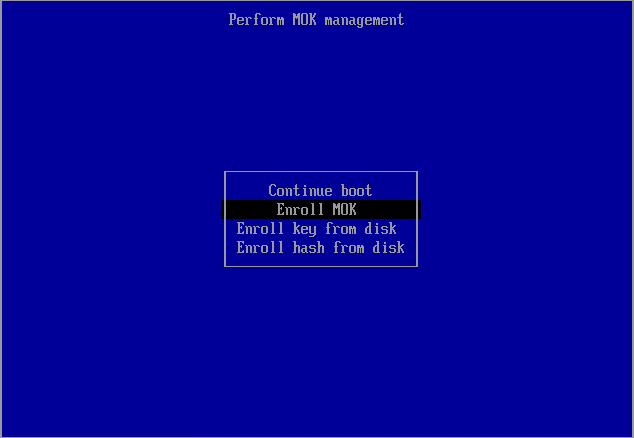 Perform MOK management
Continue boot
Enroll MOK
Enroll key from disk
Enroll hash from disk